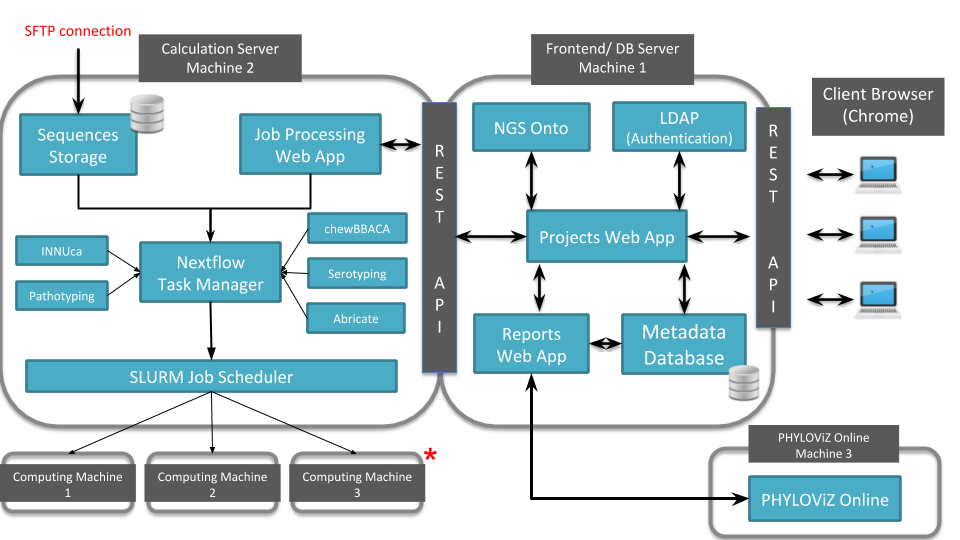 SFTP connection
Calculation Server
Machine 2
Sequences
Storage
Job Processing
Web App
INNUca
Pathotyping
Nextflow
Task Manager
chewBBACA
Serotyping
Abricate
SLURM Job Scheduler
Computing Machine
1
Computing Machine
2
Computing Machine
3
*
REST API
Frontend/ DB Server
Machine 1
NGS Onto
LDAP
(Authentication)
Projects Web App
Reports
Web App
Metadata
Database
REST API
Client Browser
(Chrome)
PHYLOViZ Online
Machine 3
PHYLOViZ Online